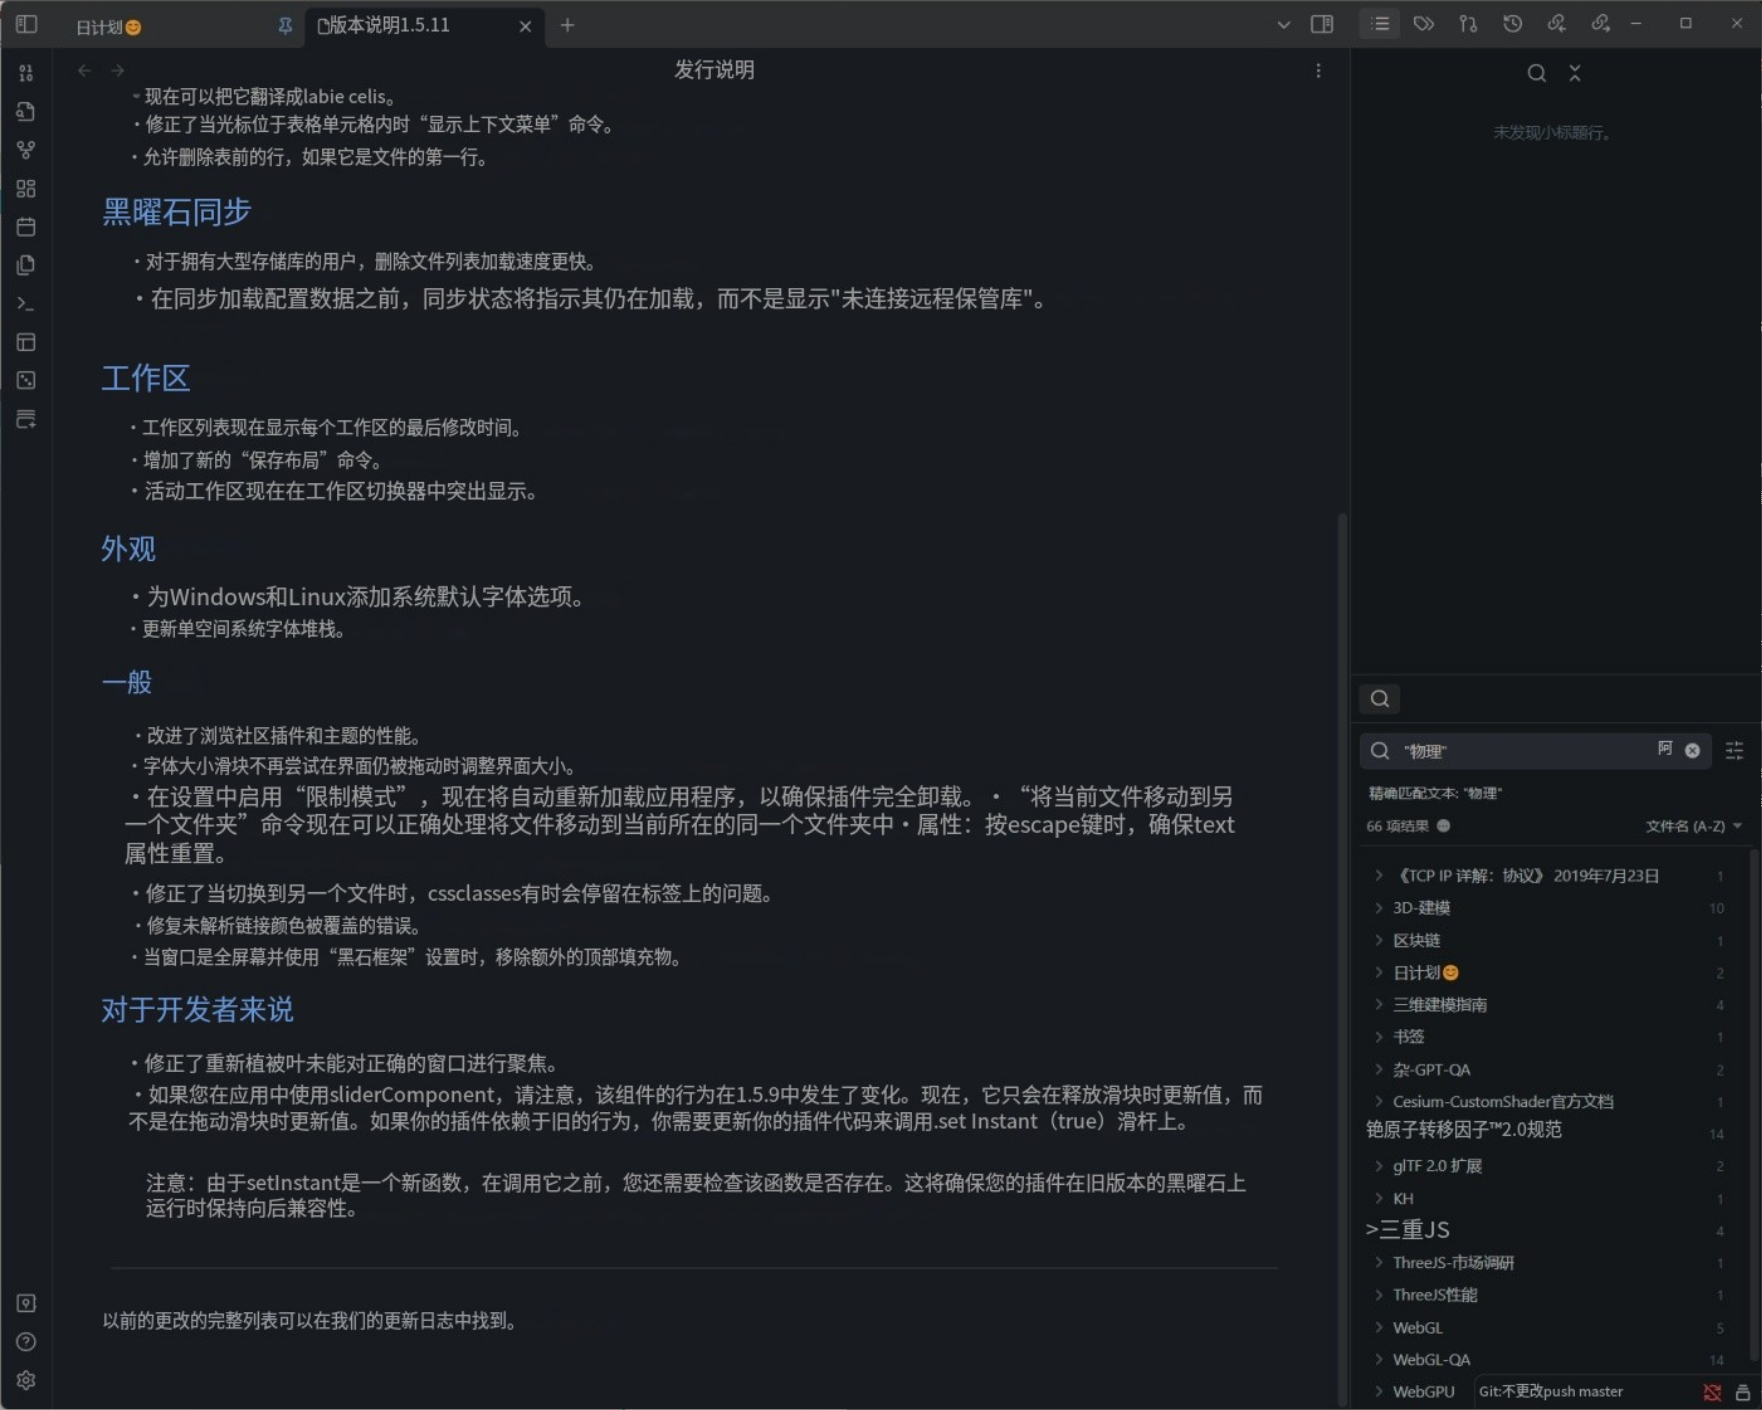 日计划😊
版本说明1.5.11
发行说明
- 现在可以把它翻译成labie celis。
· 修正了当光标位于表格单元格内时“显示上下文菜单”命令。
· 允许删除表前的行，如果它是文件的第一行。
黑曜石同步
· 对于拥有大型存储库的用户，删除文件列表加载速度更快。
· 在同步加载配置数据之前，同步状态将指示其仍在加载，而不是显示"未连接远程保管库"。
工作区
· 工作区列表现在显示每个工作区的最后修改时间。
· 增加了新的“保存布局”命令。
· 活动工作区现在在工作区切换器中突出显示。
外观
· 为Windows和Linux添加系统默认字体选项。
· 更新单空间系统字体堆栈。
一般
· 改进了浏览社区插件和主题的性能。
· 字体大小滑块不再尝试在界面仍被拖动时调整界面大小。
· 在设置中启用“限制模式”，现在将自动重新加载应用程序，以确保插件完全卸载。· “将当前文件移动到另
一个文件夹”命令现在可以正确处理将文件移动到当前所在的同一个文件夹中·属性：按escape键时，确保text
属性重置。
· 修正了当切换到另一个文件时，cssclasses有时会停留在标签上的问题。
· 修复未解析链接颜色被覆盖的错误。
· 当窗口是全屏幕并使用“黑石框架”设置时，移除额外的顶部填充物。
对于开发者来说
· 修正了重新植被叶未能对正确的窗口进行聚焦。
· 如果您在应用中使用sliderComponent，请注意，该组件的行为在1.5.9中发生了变化。现在，它只会在释放滑块时更新值，而
不是在拖动滑块时更新值。如果你的插件依赖于旧的行为，你需要更新你的插件代码来调用.set Instant（true）滑杆上。
注意：由于setInstant是一个新函数，在调用它之前，您还需要检查该函数是否存在。这将确保您的插件在旧版本的黑曜石上
运行时保持向后兼容性。
以前的更改的完整列表可以在我们的更新日志中找到。
未发现小标题行。
"物理" 阿
精确匹配文本: "物理"
66 项结果 文件名 (A-Z)
《TCP IP 详解：协议》 2019年7月23日 1
3D-建模 10
区块链 1
日计划😊 2
三维建模指南 4
书签 1
杂-GPT-QA 2
Cesium-CustomShader官方文档 1
铯原子转移因子™2.0规范 14
glTF 2.0 扩展 2
KH 1
>三重JS 4
ThreeJS-市场调研 1
ThreeJS性能 1
WebGL 5
WebGL-QA 14
WebGPU
Git:不更改push master